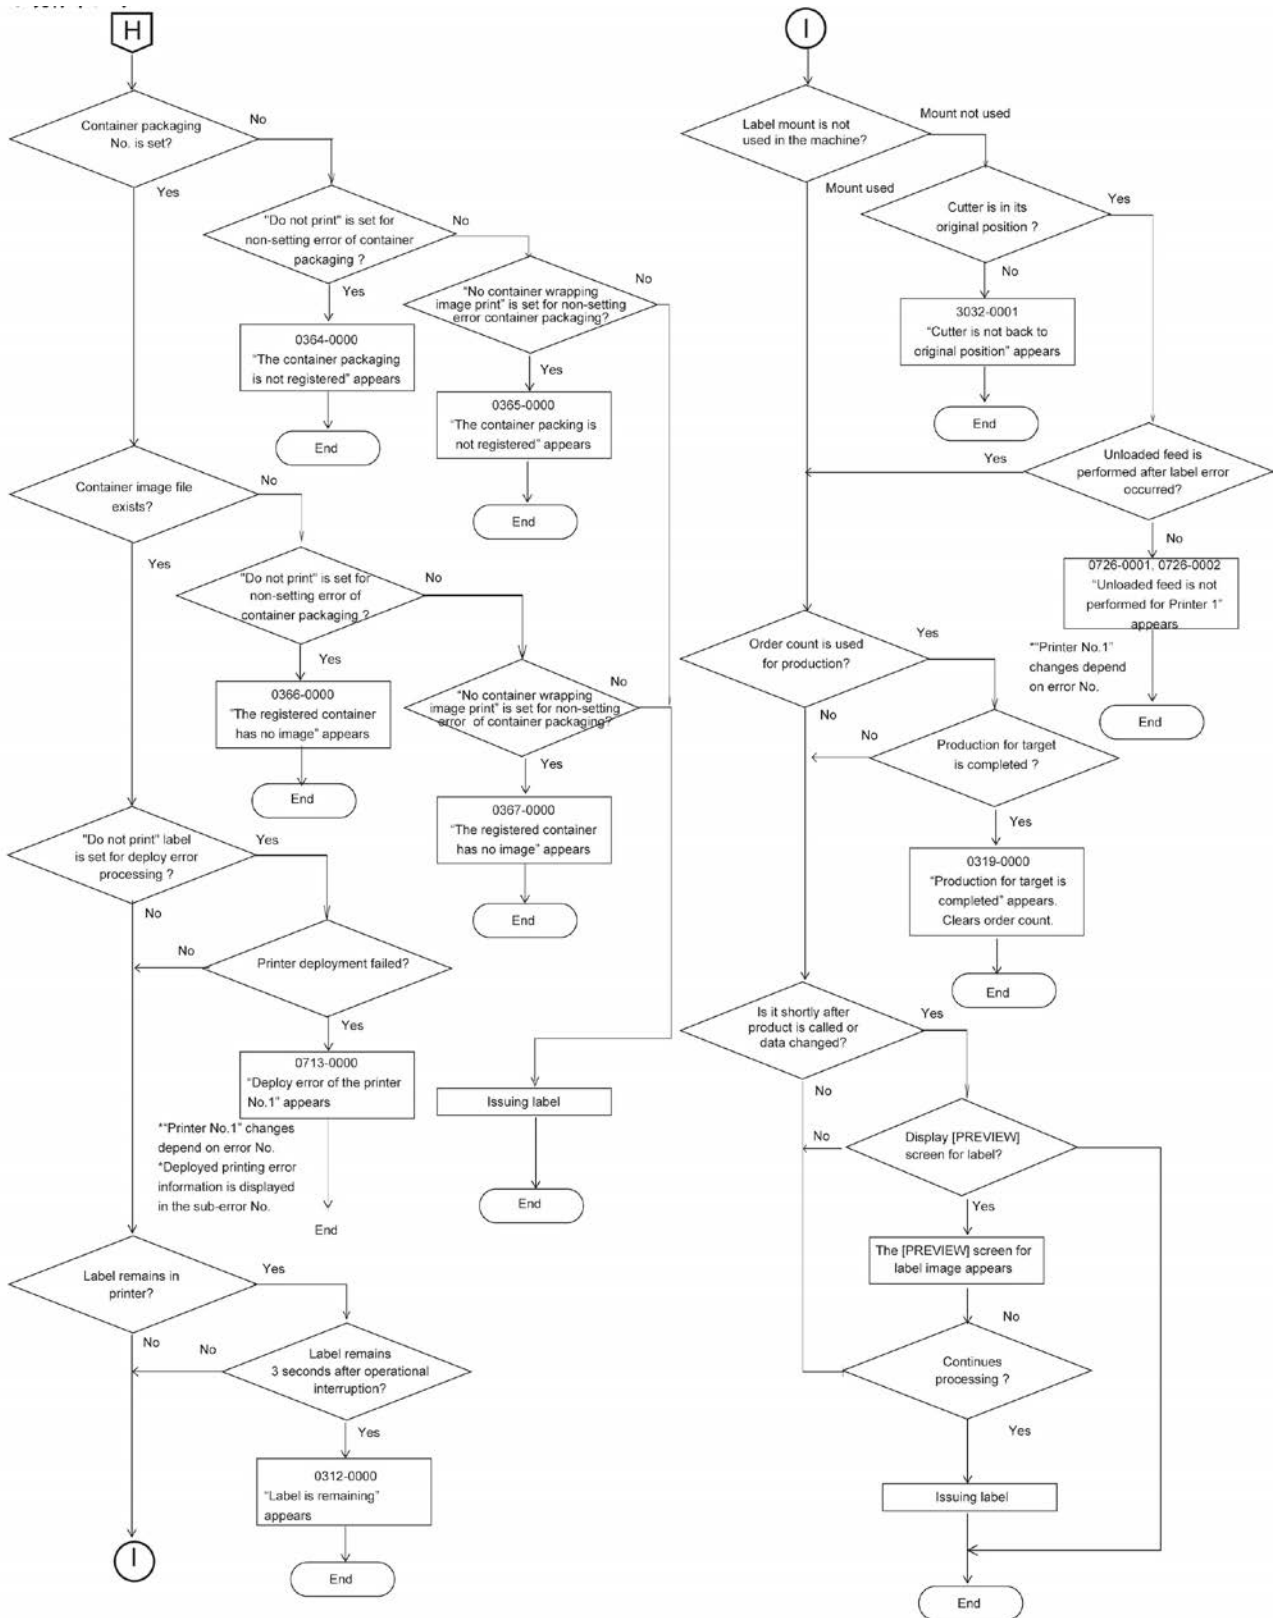 H
Container packaging
No. is set?
No
Yes
"Do not print" is set for
non-setting error of container
packaging ?
No
Yes
0364-0000
“The container packaging
is not registered” appears
End
“No container wrapping
image print” is set for non-setting
error container packaging?
No
Yes
0365-0000
“The container packing is
not registered” appears
End
Container image file
exists?
No
Yes
"Do not print" is set for
non-setting error of
container packaging ?
No
Yes
0366-0000
“The registered container
has no image” appears
End
“No container wrapping
image print” is set for non-setting
error of container packaging?
No
Yes
0367-0000
“The registered container
has no image” appears
End
"Do not print" label
is set for deploy error
processing ?
Yes
No
Printer deployment failed?
No
Yes
0713-0000
“Deploy error of the printer
No.1” appears
*“Printer No.1” changes
depend on error No.
*Deployed printing error
information is displayed
in the sub-error No.
End
Issuing label
End
Label remains in
printer?
Yes
No
Label remains
3 seconds after operational
interruption?
No
Yes
0312-0000
“Label is remaining”
appears
End
I
I
Label mount is not
used in the machine?
Mount not used
Mount used
Cutter is in its
original position ?
Yes
No
3032-0001
“Cutter is not back to
original position” appears
End
Unloaded feed is
performed after label error
occurred?
Yes
No
0726-0001, 0726-0002
“Unloaded feed is not
performed for Printer 1”
appears
*“Printer No.1”
changes depend
on error No.
End
Order count is used
for production?
Yes
No
Production for target
is completed ?
No
Yes
0319-0000
“Production for target is
completed” appears.
Clears order count.
End
Is it shortly after
product is called or
data changed?
Yes
No
Display [PREVIEW]
screen for label?
No
Yes
The [PREVIEW] screen for
label image appears
No
Continues
processing ?
Yes
Issuing label
End